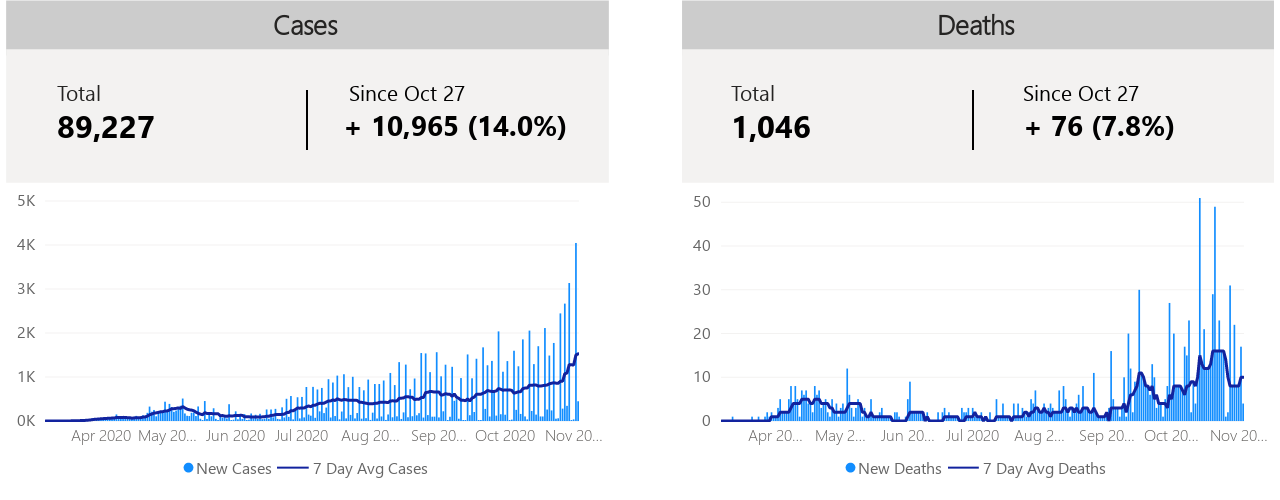 Cases
Total
Since Oct 27
89,227
+ 10,965 (14.0%)
5K
4K
3K
2K
1K
0K
Apr 2020 May 20... Jun 2020 Jul 2020 Aug 20... Sep 20... Oct 2020 Nov 20...
New Cases 7 Day Avg Cases
Deaths
Total
Since Oct 27
1,046
+ 76 (7.8%)
50
40
30
20
10
0
Apr 20... May 2... Jun 20... Jul 2020 Aug 2... Sep 20... Oct 20... Nov 20...
New Deaths 7 Day Avg Deaths